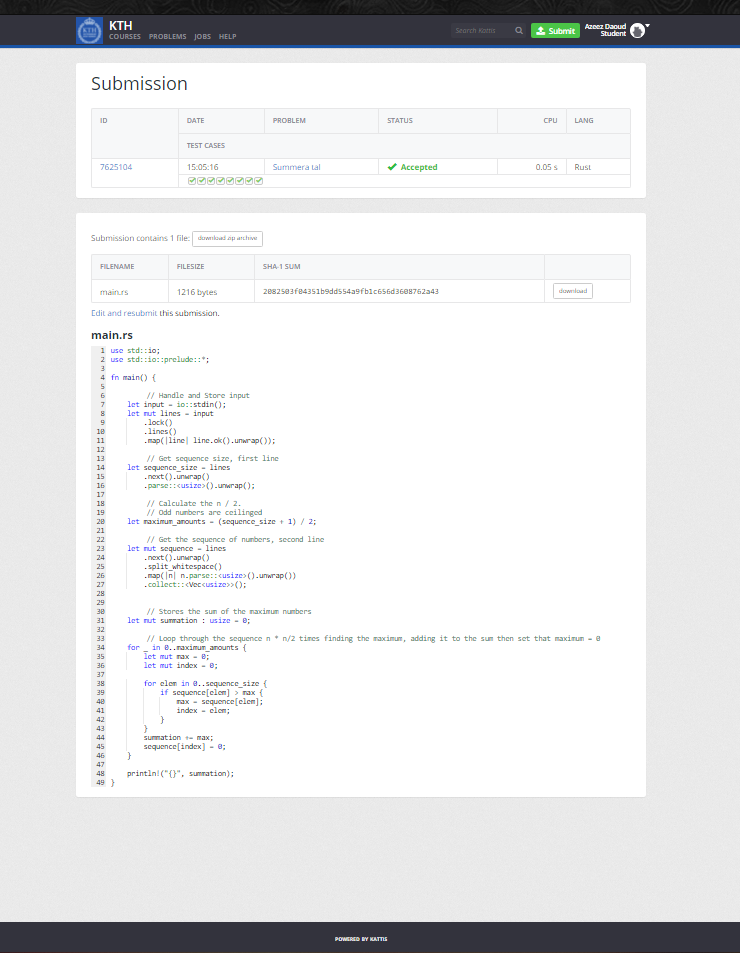 KTH
COURSES PROBLEMS JOBS HELP
Search Kattis
Submit
Azeez Daoud
Student
Submission
ID DATE PROBLEM STATUS CPU LANG
TEST CASES
7625104 15:05:16 Summera tal Accepted 0.05 s Rust
Submission contains 1 file: download zip archive
FILENAME FILESIZE SHA-1 SUM
main.rs 1216 bytes 2082503f04351b9dd554a9fb1c656d3608762a43 download
Edit and resubmit this submission.
main.rs
1 use std::io;
2 use std::io::prelude::*;
3
4 fn main() {
5
6 // Handle and Store input
7 let input = io::stdin();
8 let mut lines = input
9 .lock()
10 .lines()
11 .map(|line| line.ok().unwrap());
12
13 // Get sequence size, first line
14 let sequence_size = lines
15 .next().unwrap()
16 .parse::<usize>().unwrap();
17
18 // Calculate the n / 2.
19 // Odd numbers are ceilinged
20 let maximum_amounts = (sequence_size + 1) / 2;
21
22 // Get the sequence of numbers, second line
23 let mut sequence = lines
24 .next().unwrap()
25 .split_whitespace()
26 .map(|n| n.parse::<usize>().unwrap())
27 .collect::<Vec<usize>>();
28
29
30 // Stores the sum of the maximum numbers
31 let mut summation : usize = 0;
32
33 // Loop through the sequence n * n/2 times finding the maximum, adding it to the sum then set that maximum = 0
34 for _ in 0..maximum_amounts {
35 let mut max = 0;
36 let mut index = 0;
37
38 for elem in 0..sequence_size {
39 if sequence[elem] > max {
40 max = sequence[elem];
41 index = elem;
42 }
43 }
44 summation += max;
45 sequence[index] = 0;
46 }
47
48 println!("{}", summation);
49 }
POWERED BY KATTIS